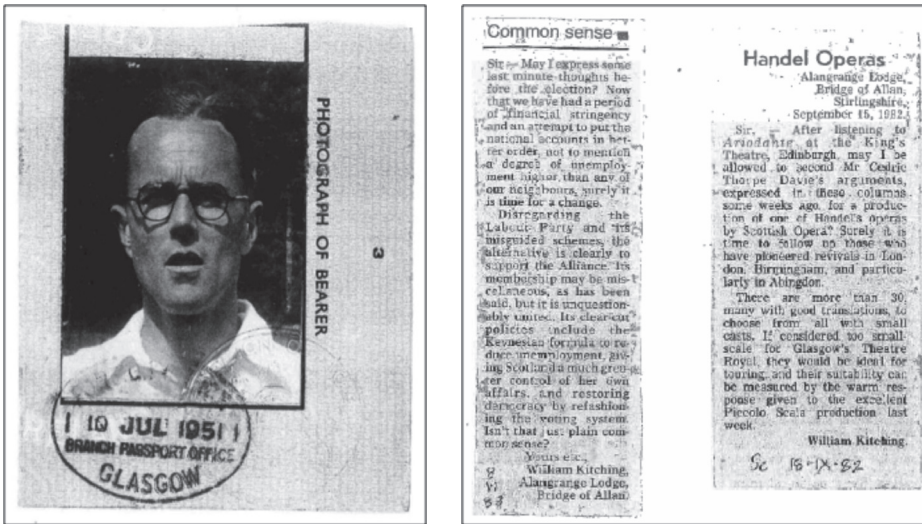 PHOTOGRAPH OF BEARER
3
10 JUL 1951
BRANCH PASSPORT OFFICE
GLASGOW
Common sense
Sir — May I express some
last minute thoughts be-
fore the election? Now
that we have had a period
of financial stringency
and an attempt to put the
national accounts in bet-
ter order, not to mention
a degree of unemploy-
ment higher than any of
our neighbours, surely it
is time for a change.
Disregarding the
Labour Party and its
misguided schemes, the
alternative is clearly to
support the Alliance. Its
membership may be mis-
cellaneous, as has been
said, but it is unquestion-
ably united. Its clear-cut
policies include the
Keynesian formula to re-
duce unemployment, giv-
ing Scotland a much grea-
ter control of her own
affairs, and restoring
democracy by refashion-
ing the voting system.
Isn't that just plain com-
mon sense?
Yours etc.,
William Kitching,
Alangrange Lodge,
Bridge of Allan.
8
VI
83
Handel Operas
Alangrange Lodge,
Bridge of Allan,
Stirlingshire,
September 15, 1982.
Sir, — After listening to
Ariodante at the King's
Theatre, Edinburgh, may I be
allowed to second Mr Cedric
Thorpe Davie's arguments,
expressed in these columns
some weeks ago, for a produc-
tion of one of Handel's operas
by Scottish Opera? Surely it is
time to follow up those who
have pioneered revivals in Lon-
don, Birmingham, and particu-
larly in Abingdon.
There are more than 30,
many with good translations, to
choose from, all with small
casts. If considered too small-
scale for Glasgow's Theatre
Royal, they would be ideal for
touring, and their suitability can
be measured by the warm res-
ponse given to the excellent
Piccolo Scala production last
week.
William Kitching.
Sc 18-IX-82